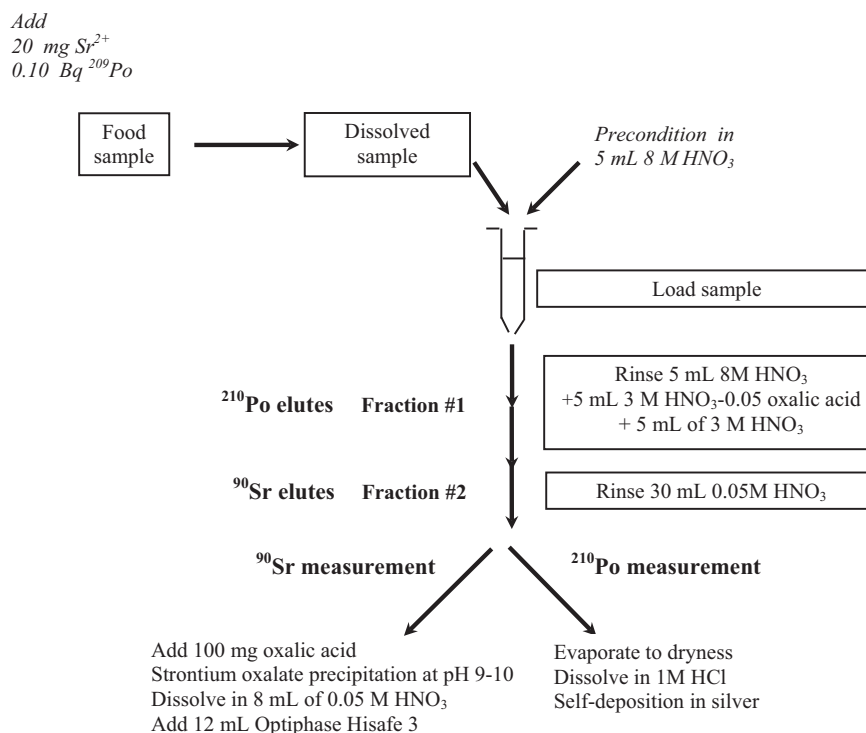 Add
20 mg Sr²⁺
0.10 Bq ²⁰⁹Po
Food
sample
Dissolved
sample
Precondition in
5 mL 8 M HNO₃
Load sample
Rinse 5 mL 8M HNO₃
+5 mL 3 M HNO₃-0.05 oxalic acid
+ 5 mL of 3 M HNO₃
²¹⁰Po elutes Fraction #1
⁹⁰Sr elutes Fraction #2
Rinse 30 mL 0.05M HNO₃
⁹⁰Sr measurement
²¹⁰Po measurement
Add 100 mg oxalic acid
Strontium oxalate precipitation at pH 9-10
Dissolve in 8 mL of 0.05 M HNO₃
Add 12 mL Optiphase Hisafe 3
Evaporate to dryness
Dissolve in 1M HCl
Self-deposition in silver